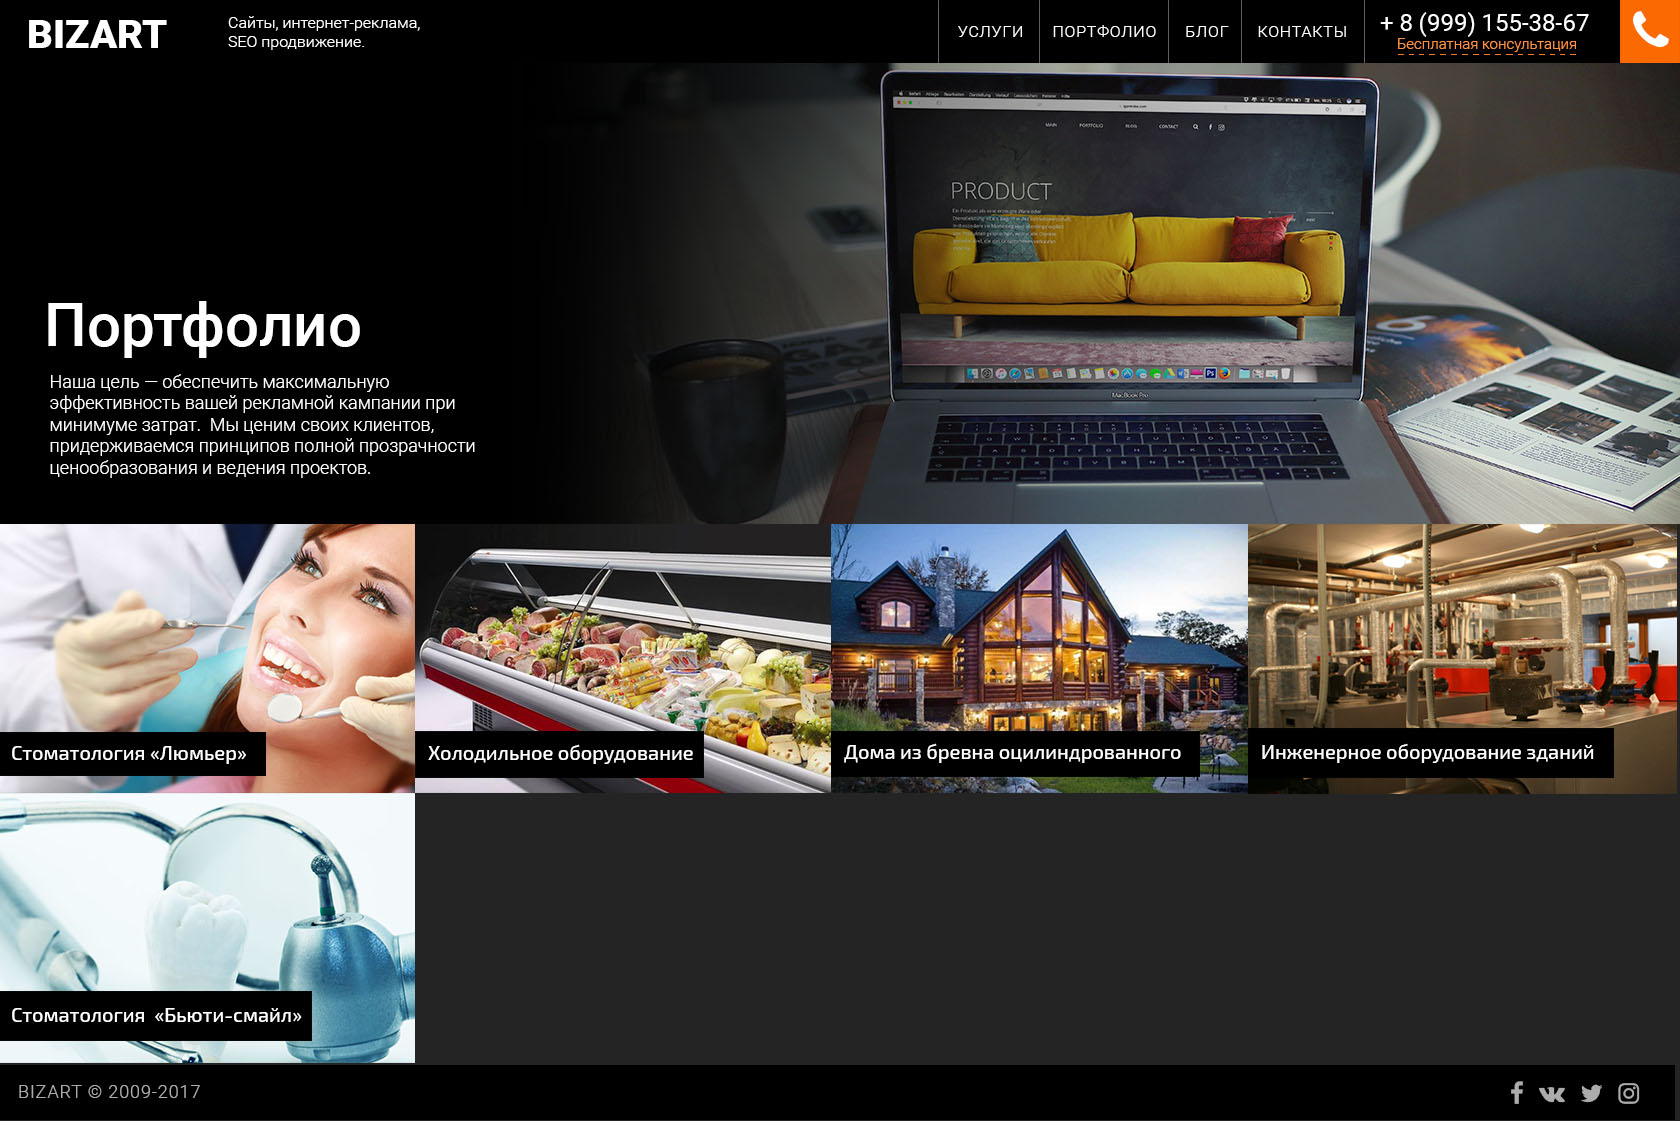 BIZART
Сайты, интернет-реклама,
SEO продвижение.
УСЛУГИ
ПОРТФОЛИО
БЛОГ
КОНТАКТЫ
+ 8 (999) 155-38-67
Бесплатная консультация
MAIN
PORTFOLIO
BLOG
CONTACT
PRODUCT
MacBook Pro
Портфолио
Наша цель — обеспечить максимальную
эффективность вашей рекламной кампании при
минимуме затрат. Мы ценим своих клиентов,
придерживаемся принципов полной прозрачности
ценообразования и ведения проектов.
Стоматология «Люмьер»
Холодильное оборудование
Дома из бревна оцилиндрованного
Инженерное оборудование зданий
Стоматология «Бьюти-смайл»
BIZART © 2009-2017